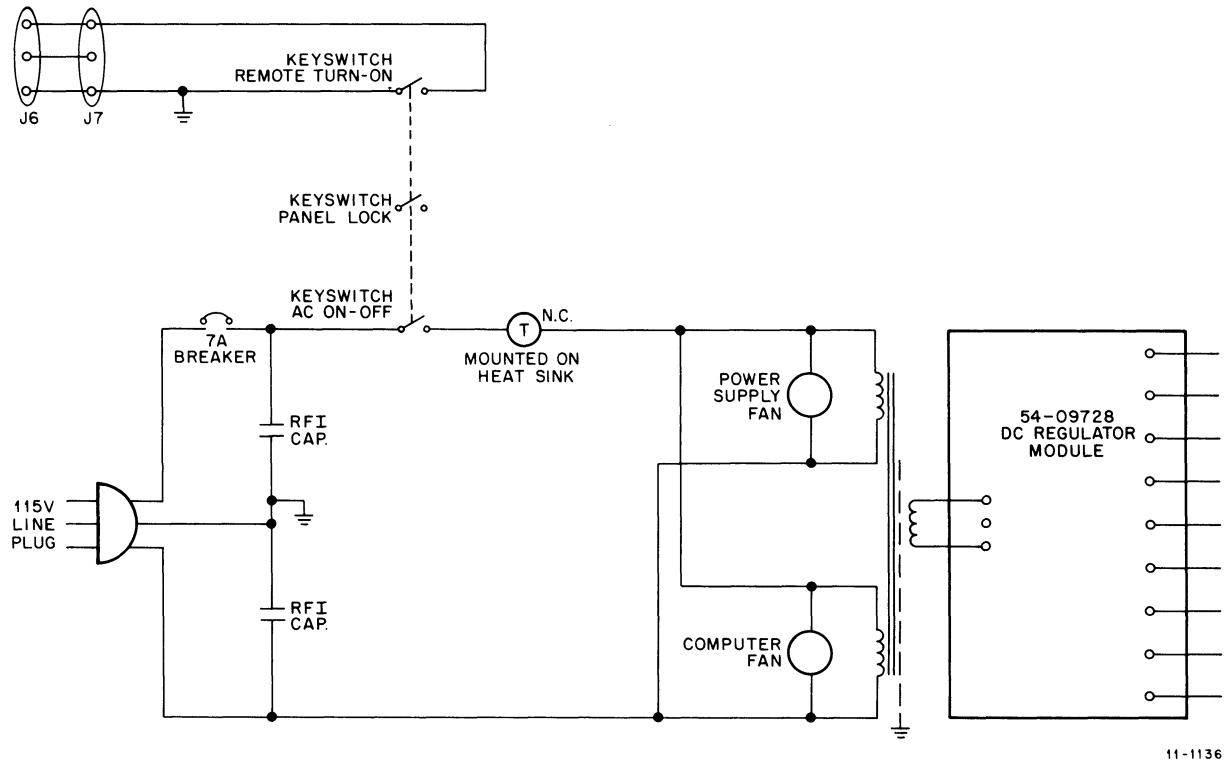 J6
J7
KEYSWITCH
REMOTE TURN-ON
KEYSWITCH
PANEL LOCK
KEYSWITCH
AC ON-OFF
7A
BREAKER
T
N.C.
MOUNTED ON
HEAT SINK
RFI
CAP.
POWER
SUPPLY
FAN
54-09728
DC REGULATOR
MODULE
115V
LINE
PLUG
RFI
CAP.
COMPUTER
FAN
11-1136